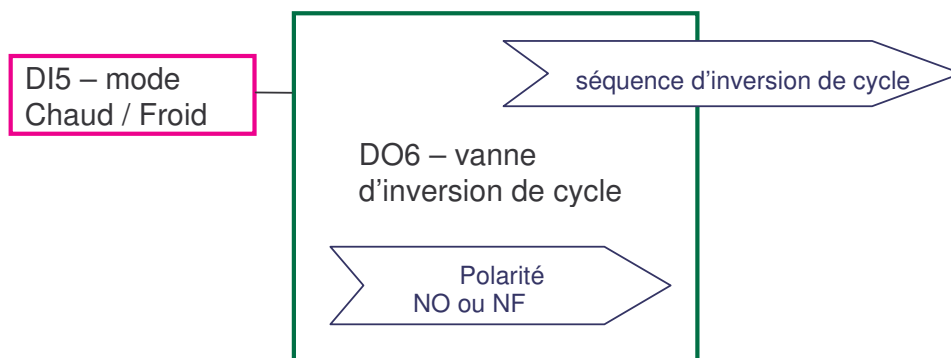 DI5 – mode
Chaud / Froid
séquence d'inversion de cycle
DO6 – vanne
d'inversion de cycle
Polarité
NO ou NF